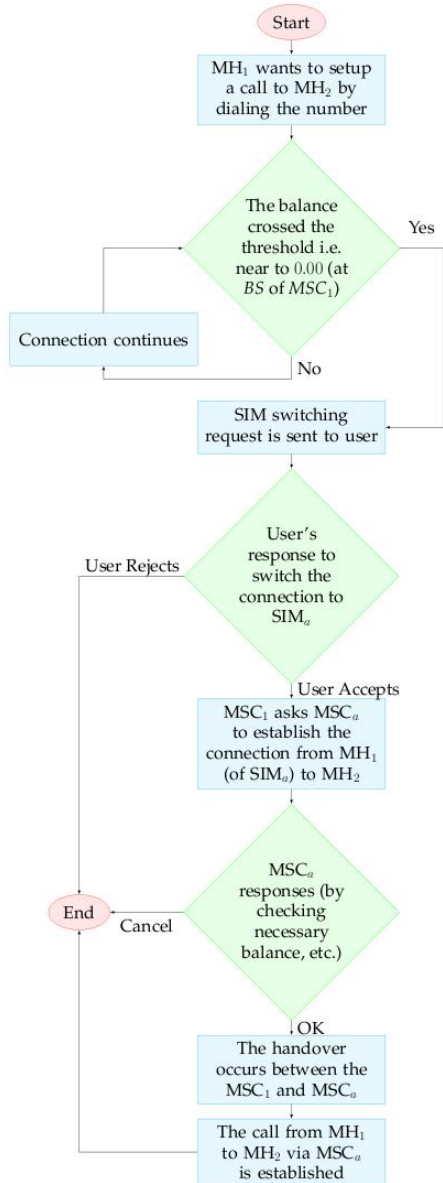 Start
MH₁ wants to setup
a call to MH₂ by
dialing the number
The balance
crossed the
threshold i.e.
near to 0.00 (at
BS of MSC₁)
Yes
Connection continues
No
SIM switching
request is sent to user
User's
response to
switch the
connection to
SIMₐ
User Rejects
User Accepts
MSC₁ asks MSCₐ
to establish the
connection from MH₁
(of SIMₐ) to MH₂
MSCₐ
responses (by
checking
necessary
balance, etc.)
End
Cancel
OK
The handover
occurs between the
MSC₁ and MSCₐ
The call from MH₁
to MH₂ via MSCₐ
is established